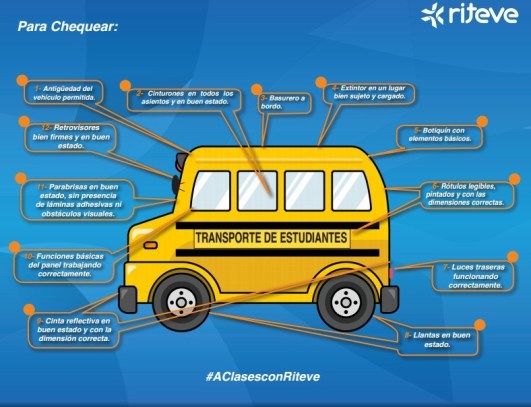 Para Chequear:
riteve
1- Antigüedad del
vehículo permitida.
2- Cinturones en todos los
asientos y en buen estado.
3- Basurero a
bordo.
4- Extintor en un lugar
bien sujeto y cargado.
5- Botiquín con
elementos básicos.
6- Rótulos legibles,
pintados y con las
dimensiones correctas.
7- Luces traseras
funcionando
correctamente.
8- Llantas en buen
estado.
9- Cinta reflectiva en
buen estado y con la
dimensión correcta.
10- Funciones básicas
del panel trabajando
correctamente.
11- Parabrisas en buen
estado, sin presencia
de láminas adhesivas ni
obstáculos visuales.
12- Retrovisores
bien firmes y en buen
estado.
TRANSPORTE DE ESTUDIANTES
#AClasesconRiteve